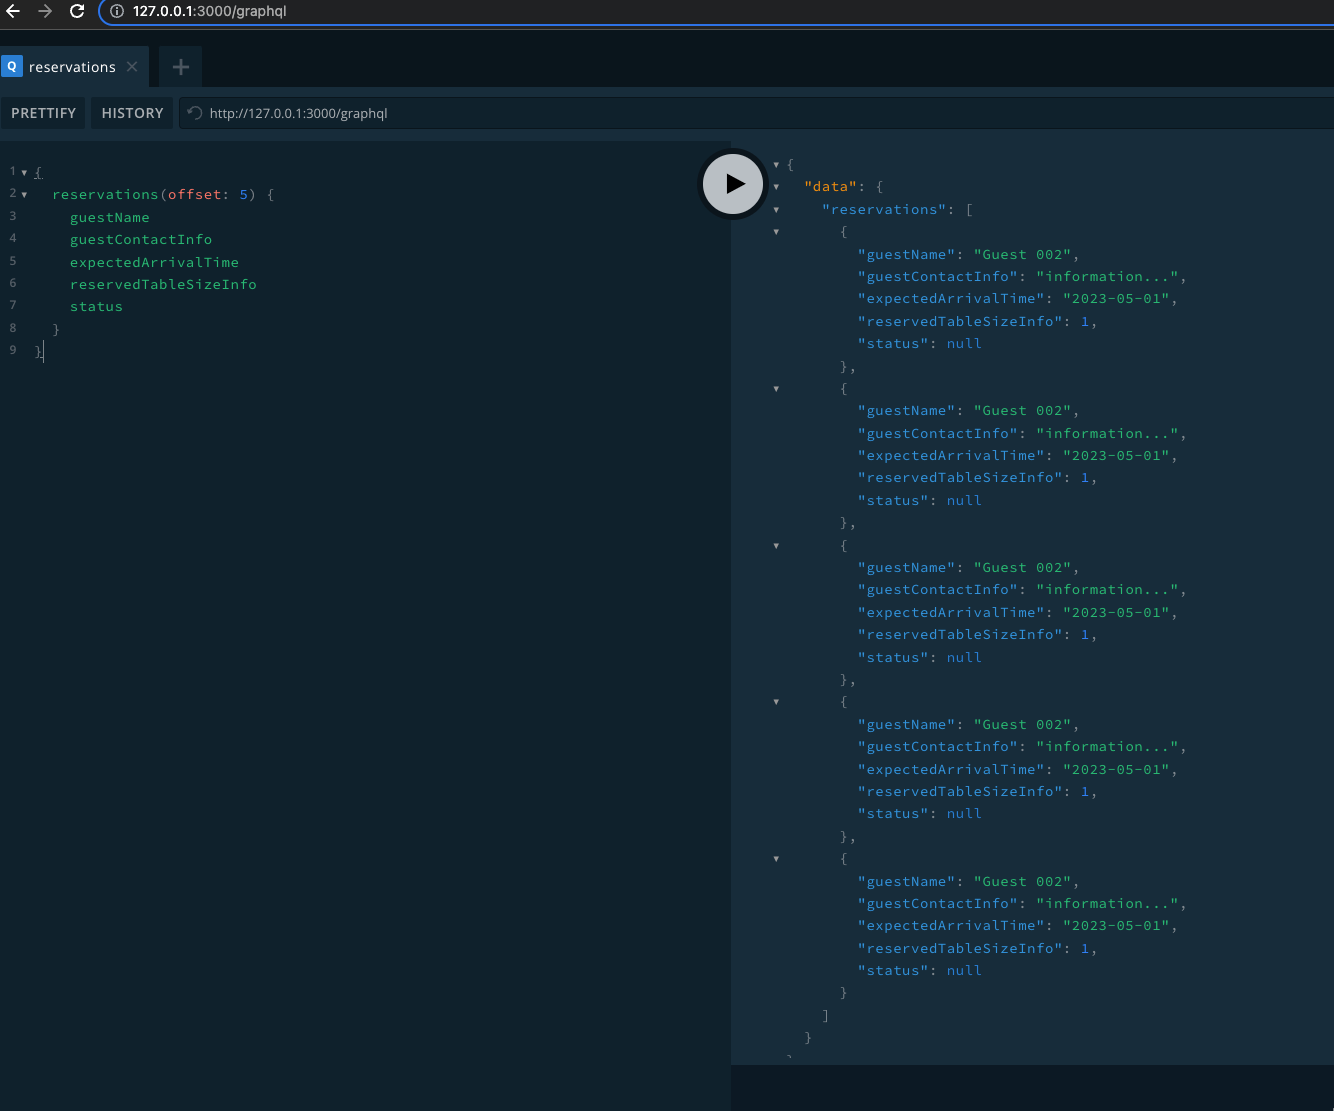 127.0.0.1:3000/graphql
Q reservations
PRETTIFY HISTORY http://127.0.0.1:3000/graphql
1 {
2 reservations(offset: 5) {
3 guestName
4 guestContactInfo
5 expectedArrivalTime
6 reservedTableSizeInfo
7 status
8 }
9 }
{
"data": {
"reservations": [
{
"guestName": "Guest 002",
"guestContactInfo": "information...",
"expectedArrivalTime": "2023-05-01",
"reservedTableSizeInfo": 1,
"status": null
},
{
"guestName": "Guest 002",
"guestContactInfo": "information...",
"expectedArrivalTime": "2023-05-01",
"reservedTableSizeInfo": 1,
"status": null
},
{
"guestName": "Guest 002",
"guestContactInfo": "information...",
"expectedArrivalTime": "2023-05-01",
"reservedTableSizeInfo": 1,
"status": null
},
{
"guestName": "Guest 002",
"guestContactInfo": "information...",
"expectedArrivalTime": "2023-05-01",
"reservedTableSizeInfo": 1,
"status": null
},
{
"guestName": "Guest 002",
"guestContactInfo": "information...",
"expectedArrivalTime": "2023-05-01",
"reservedTableSizeInfo": 1,
"status": null
}
]
}
}